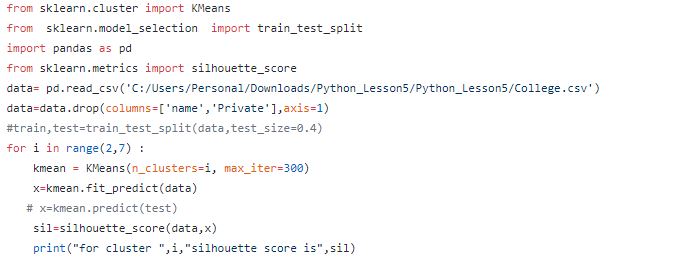 from sklearn.cluster import KMeans
from  sklearn.model_selection  import train_test_split
import pandas as pd
from sklearn.metrics import silhouette_score
data= pd.read_csv('C:/Users/Personal/Downloads/Python_Lesson5/Python_Lesson5/College.csv')
data=data.drop(columns=['name','Private'],axis=1)
#train,test=train_test_split(data,test_size=0.4)
for i in range(2,7) :
    kmean = KMeans(n_clusters=i, max_iter=300)
    x=kmean.fit_predict(data)
   # x=kmean.predict(test)
    sil=silhouette_score(data,x)
    print("for cluster ",i,"silhouette score is",sil)